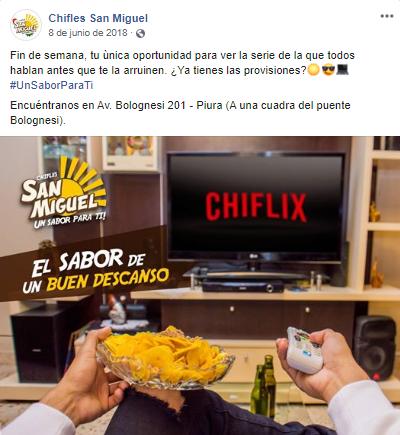 Chifles San Miguel
8 de junio de 2018 ·
Fin de semana, tu ùnica oportunidad para ver la serie de la que todos
hablan antes que te la arruinen. ¿Ya tienes las provisiones?
#UnSaborParaTi
Encuéntranos en Av. Bolognesi 201 - Piura (A una cuadra del puente
Bolognesi).
CHIFLES
SAN
MIGUEL
UN SABOR PARA TI!
CHIFLIX
EL SABOR DE
UN BUEN DESCANSO